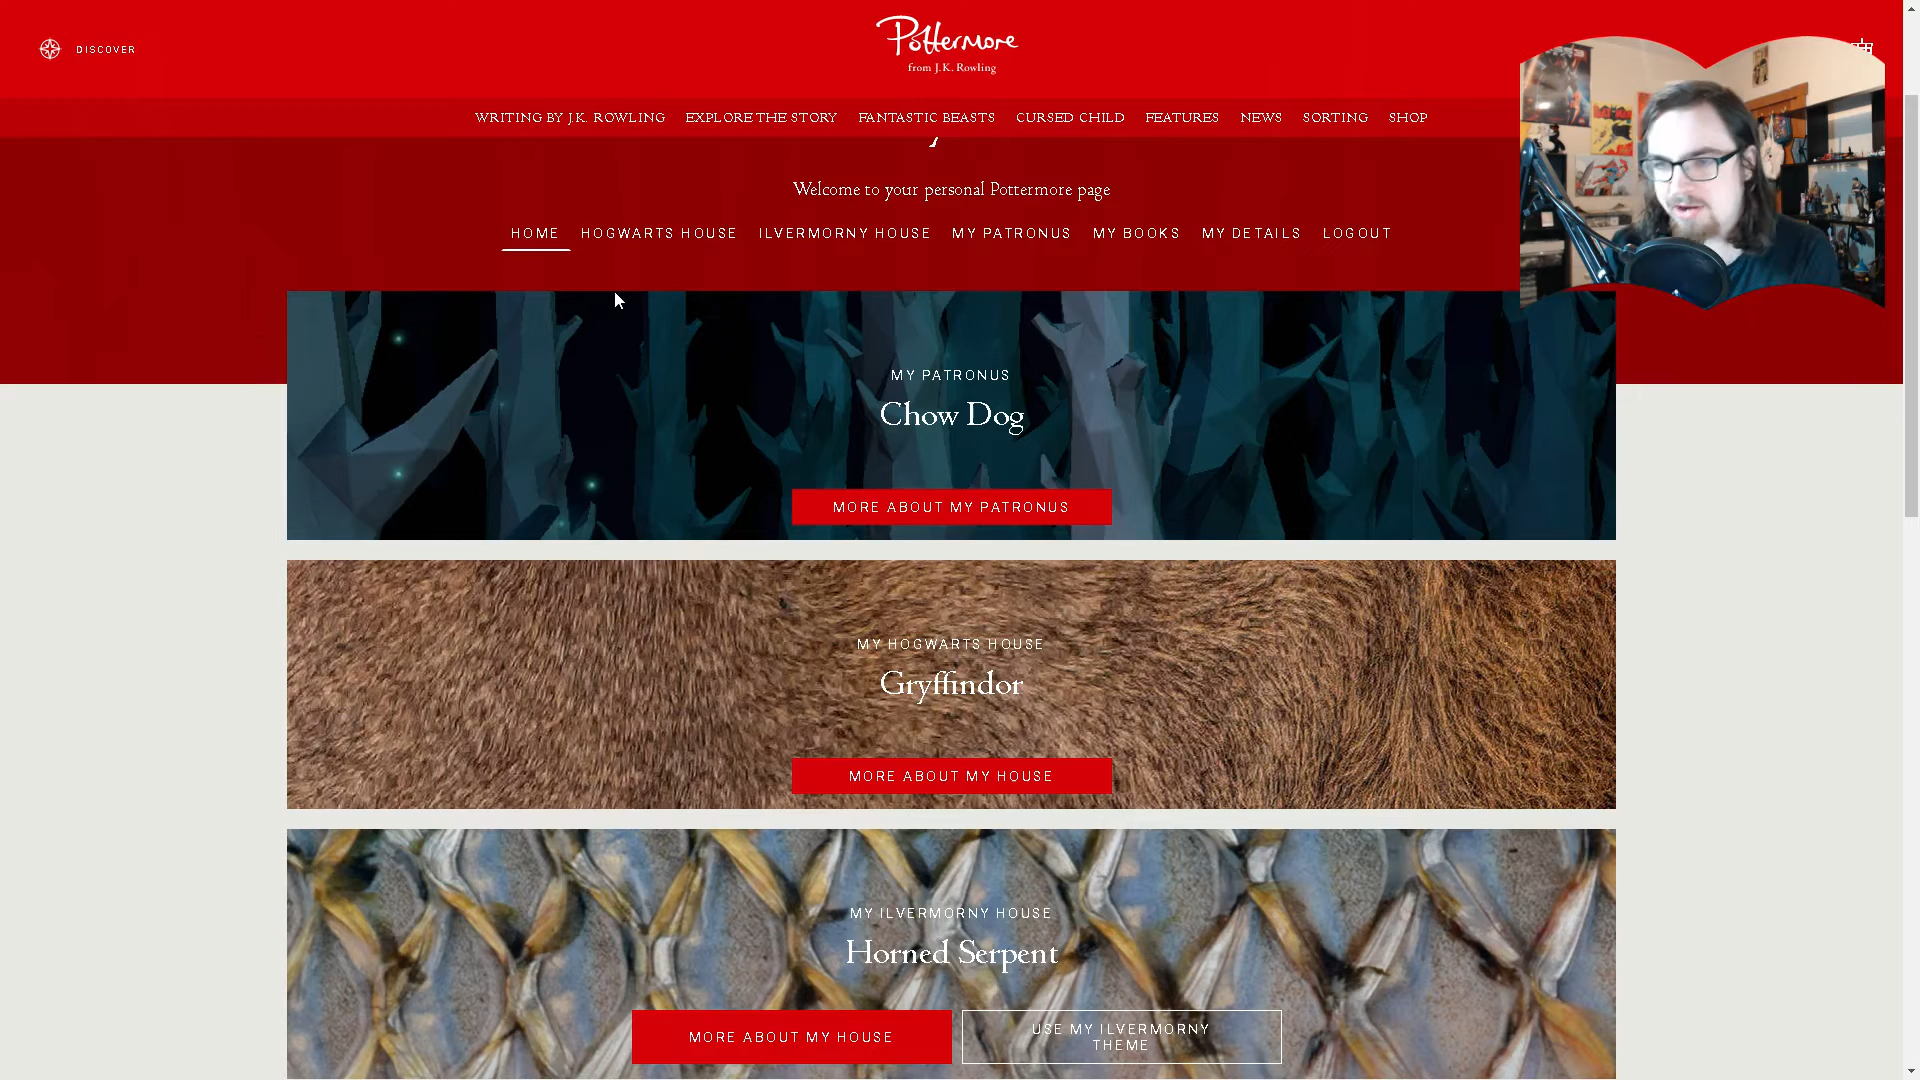 DISCOVER
Pottermore
from J.K. Rowling
WRITING BY J.K. ROWLING EXPLORE THE STORY FANTASTIC BEASTS CURSED CHILD FEATURES NEWS SORTING SHOP
Welcome to your personal Pottermore page
HOME HOGWARTS HOUSE ILVERMORNY HOUSE MY PATRONUS MY BOOKS MY DETAILS LOGOUT
MY PATRONUS
Chow Dog
MORE ABOUT MY PATRONUS
MY HOGWARTS HOUSE
Gryffindor
MORE ABOUT MY HOUSE
MY ILVERMORNY HOUSE
Horned Serpent
MORE ABOUT MY HOUSE
USE MY ILVERMORNY
THEME